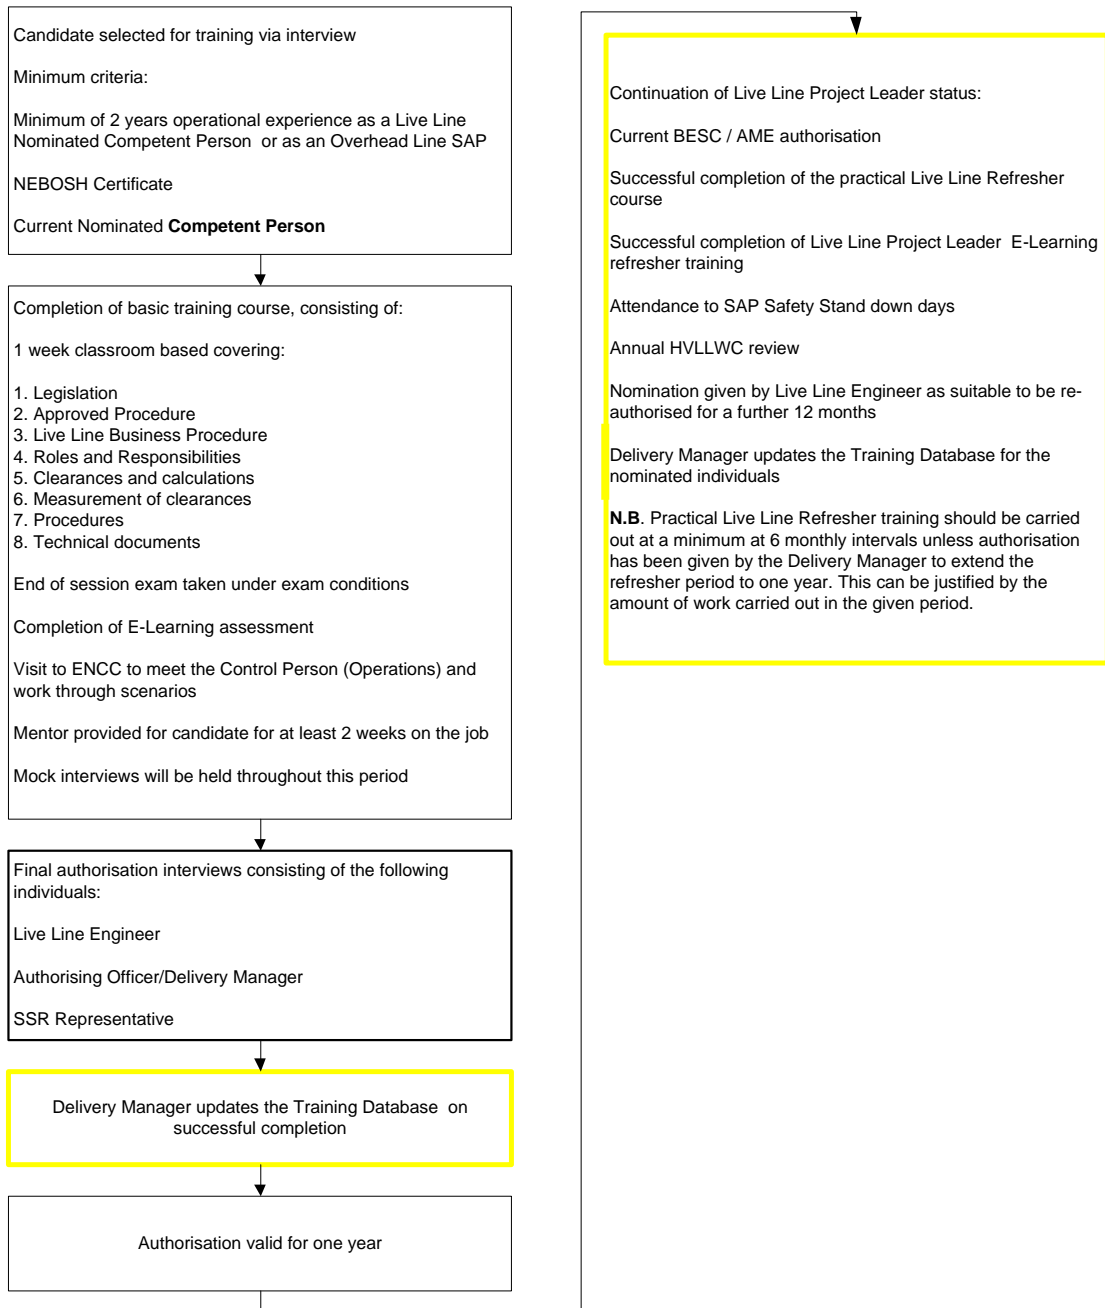 Candidate selected for training via interview
Minimum criteria:
Minimum of 2 years operational experience as a Live Line
Nominated Competent Person or as an Overhead Line SAP
NEBOSH Certificate
Current Nominated Competent Person
Completion of basic training course, consisting of:
1 week classroom based covering:
1. Legislation
2. Approved Procedure
3. Live Line Business Procedure
4. Roles and Responsibilities
5. Clearances and calculations
6. Measurement of clearances
7. Procedures
8. Technical documents
End of session exam taken under exam conditions
Completion of E-Learning assessment
Visit to ENCC to meet the Control Person (Operations) and
work through scenarios
Mentor provided for candidate for at least 2 weeks on the job
Mock interviews will be held throughout this period
Final authorisation interviews consisting of the following
individuals:
Live Line Engineer
Authorising Officer/Delivery Manager
SSR Representative
Delivery Manager updates the Training Database on
successful completion
Authorisation valid for one year
Continuation of Live Line Project Leader status:
Current BESC / AME authorisation
Successful completion of the practical Live Line Refresher
course
Successful completion of Live Line Project Leader E-Learning
refresher training
Attendance to SAP Safety Stand down days
Annual HVLLWC review
Nomination given by Live Line Engineer as suitable to be re-
authorised for a further 12 months
Delivery Manager updates the Training Database for the
nominated individuals
N.B. Practical Live Line Refresher training should be carried
out at a minimum at 6 monthly intervals unless authorisation
has been given by the Delivery Manager to extend the
refresher period to one year. This can be justified by the
amount of work carried out in the given period.